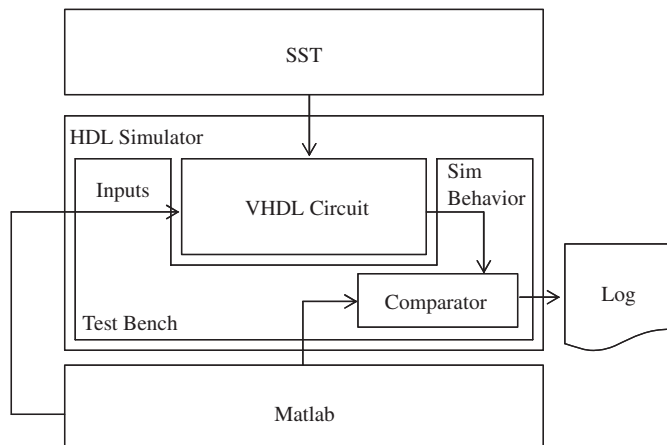 SST
HDL Simulator
Inputs
VHDL Circuit
Sim
Behavior
Comparator
Log
Test Bench
Matlab